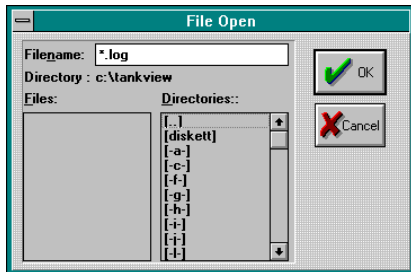 File Open
Filename: *.log
OK
Directory : c:\tankview
Files:
Directories::
[..]
[diskett]
[-a-]
[-c-]
[-f-]
[-g-]
[-h-]
[-i-]
[-j-]
[-l-]
Cancel